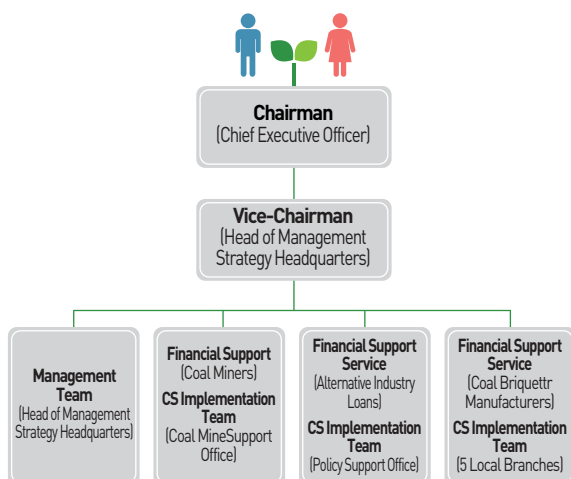 Chairman
(Chief Executive Officer)
Vice-Chairman
(Head of Management
Strategy Headquarters)
Management
Team
(Head of Management
Strategy Headquarters)
Financial Support
(Coal Miners)
CS Implementation
Team
(Coal MineSupport
Office)
Financial Support
Service
(Alternative Industry
Loans)
CS Implementation
Team
(Policy Support Office)
Financial Support
Service
(Coal Briquettr
Manufacturers)
CS Implementation
Team
(5 Local Branches)